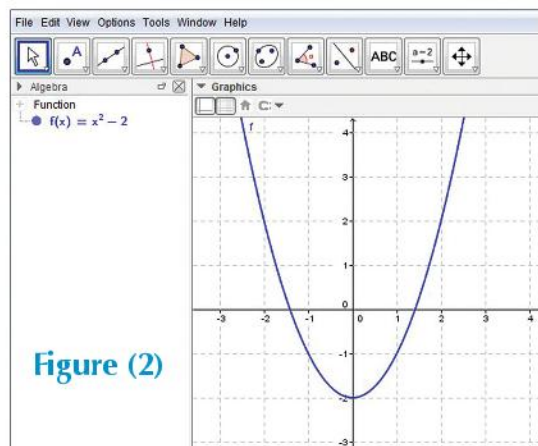 File Edit View Options Tools Window Help
A ABC a=2
Algebra
Graphics
Function
f(x) = x² − 2
f
4
3
2
1
0
-3 -2 -1 0 1 2 3 4
-1
-2
-3
Figure (2)